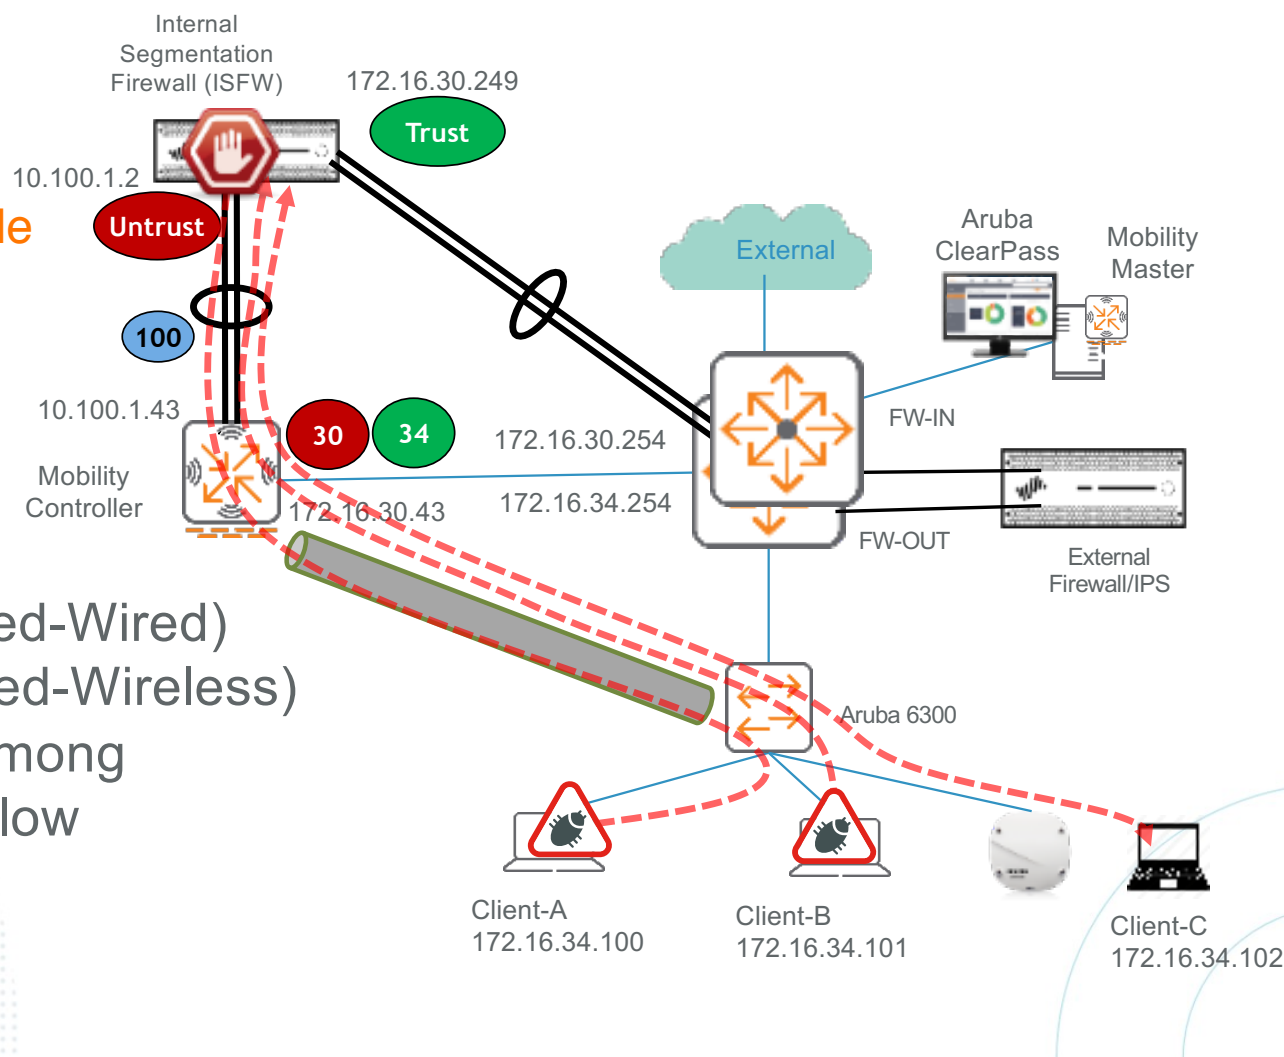 Internal
Segmentation
Firewall (ISFW)
172.16.30.249
Trust
10.100.1.2
le
Untrust
100
10.100.1.43
30
34
Mobility
Controller
172.16.30.43
172.16.30.254
172.16.34.254
External
Aruba
ClearPass
Mobility
Master
FW-IN
FW-OUT
External
Firewall/IPS
ed-Wired)
ed-Wireless)
mong
low
Aruba 6300
Client-A
172.16.34.100
Client-B
172.16.34.101
Client-C
172.16.34.102